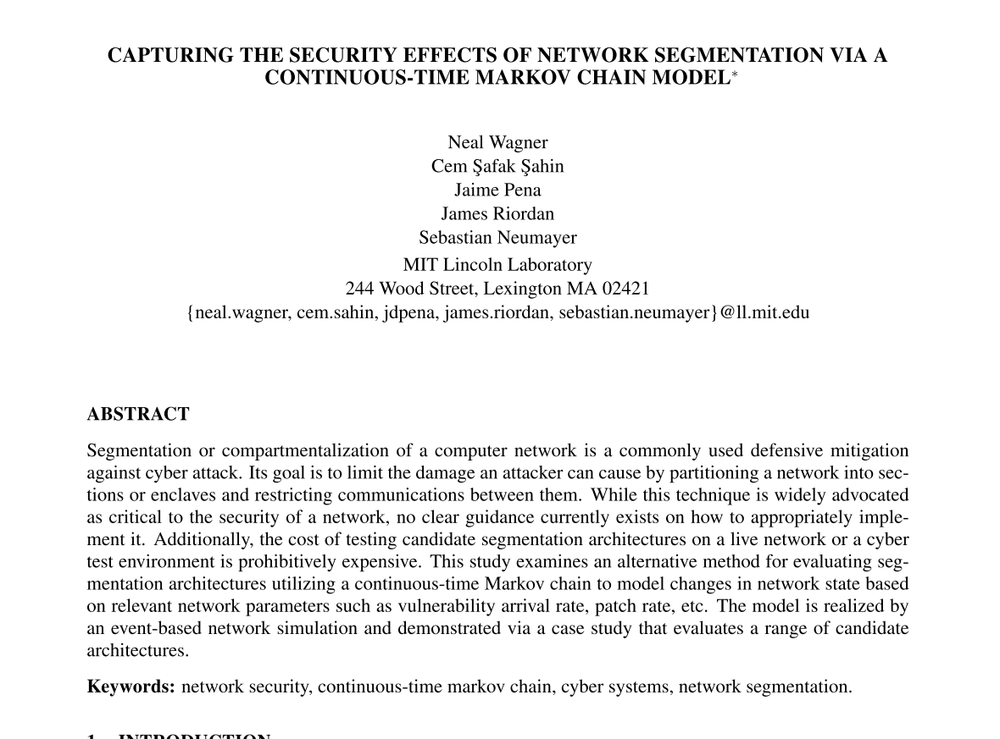 CAPTURING THE SECURITY EFFECTS OF NETWORK SEGMENTATION VIA A
CONTINUOUS-TIME MARKOV CHAIN MODEL*
Neal Wagner
Cem Şafak Şahin
Jaime Pena
James Riordan
Sebastian Neumayer
MIT Lincoln Laboratory
244 Wood Street, Lexington MA 02421
{neal.wagner, cem.sahin, jdpena, james.riordan, sebastian.neumayer}@ll.mit.edu
ABSTRACT
Segmentation or compartmentalization of a computer network is a commonly used defensive mitigation
against cyber attack. Its goal is to limit the damage an attacker can cause by partitioning a network into sec-
tions or enclaves and restricting communications between them. While this technique is widely advocated
as critical to the security of a network, no clear guidance currently exists on how to appropriately imple-
ment it. Additionally, the cost of testing candidate segmentation architectures on a live network or a cyber
test environment is prohibitively expensive. This study examines an alternative method for evaluating seg-
mentation architectures utilizing a continuous-time Markov chain to model changes in network state based
on relevant network parameters such as vulnerability arrival rate, patch rate, etc. The model is realized by
an event-based network simulation and demonstrated via a case study that evaluates a range of candidate
architectures.
Keywords: network security, continuous-time markov chain, cyber systems, network segmentation.
1 INTRODUCTION